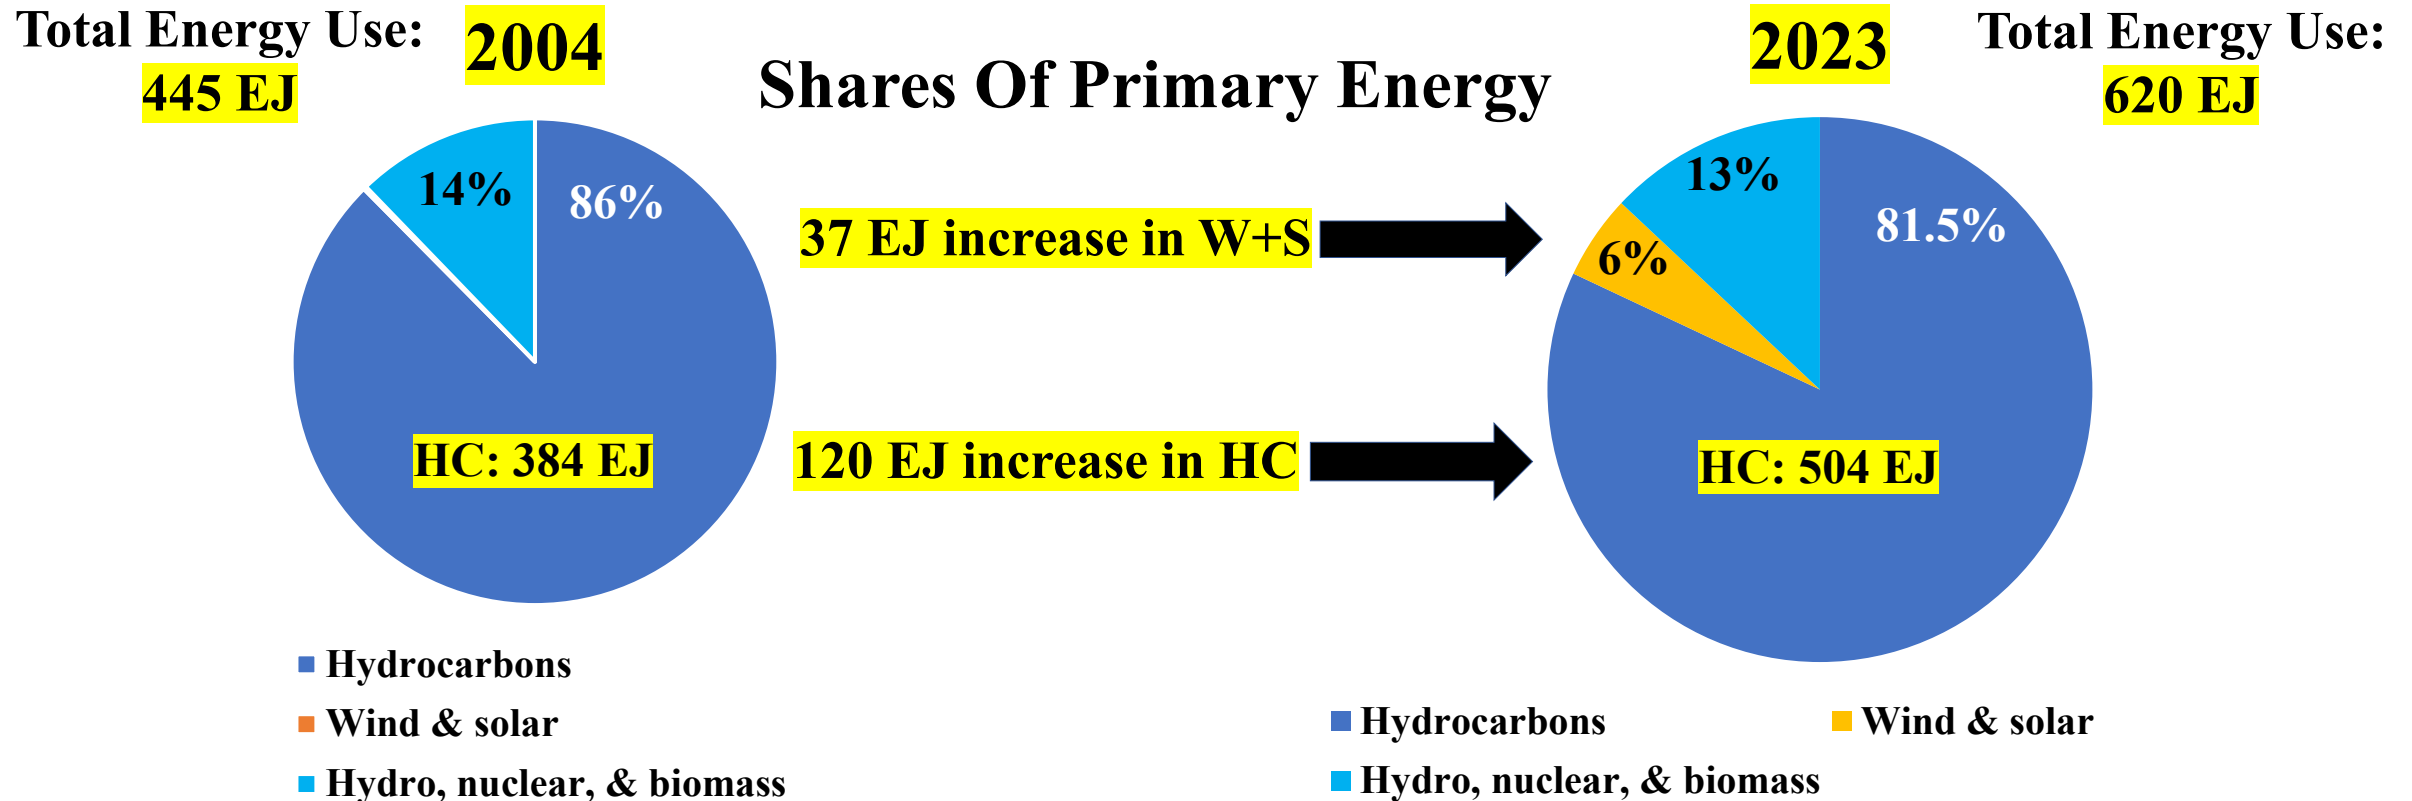 Total Energy Use:
445 EJ
2004
Shares Of Primary Energy
2023
Total Energy Use:
620 EJ
14%
86%
HC: 384 EJ
37 EJ increase in W+S
120 EJ increase in HC
13%
6%
81.5%
HC: 504 EJ
Hydrocarbons
Wind & solar
Hydro, nuclear, & biomass
Hydrocarbons
Wind & solar
Hydro, nuclear, & biomass